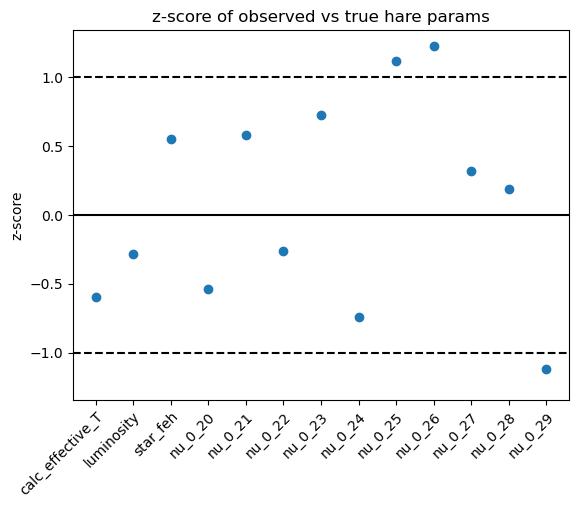 z-score of observed vs true hare params
z-score
1.0
0.5
0.0
−0.5
−1.0
calc_effective_T
luminosity
star_feh
nu_0_20
nu_0_21
nu_0_22
nu_0_23
nu_0_24
nu_0_25
nu_0_26
nu_0_27
nu_0_28
nu_0_29